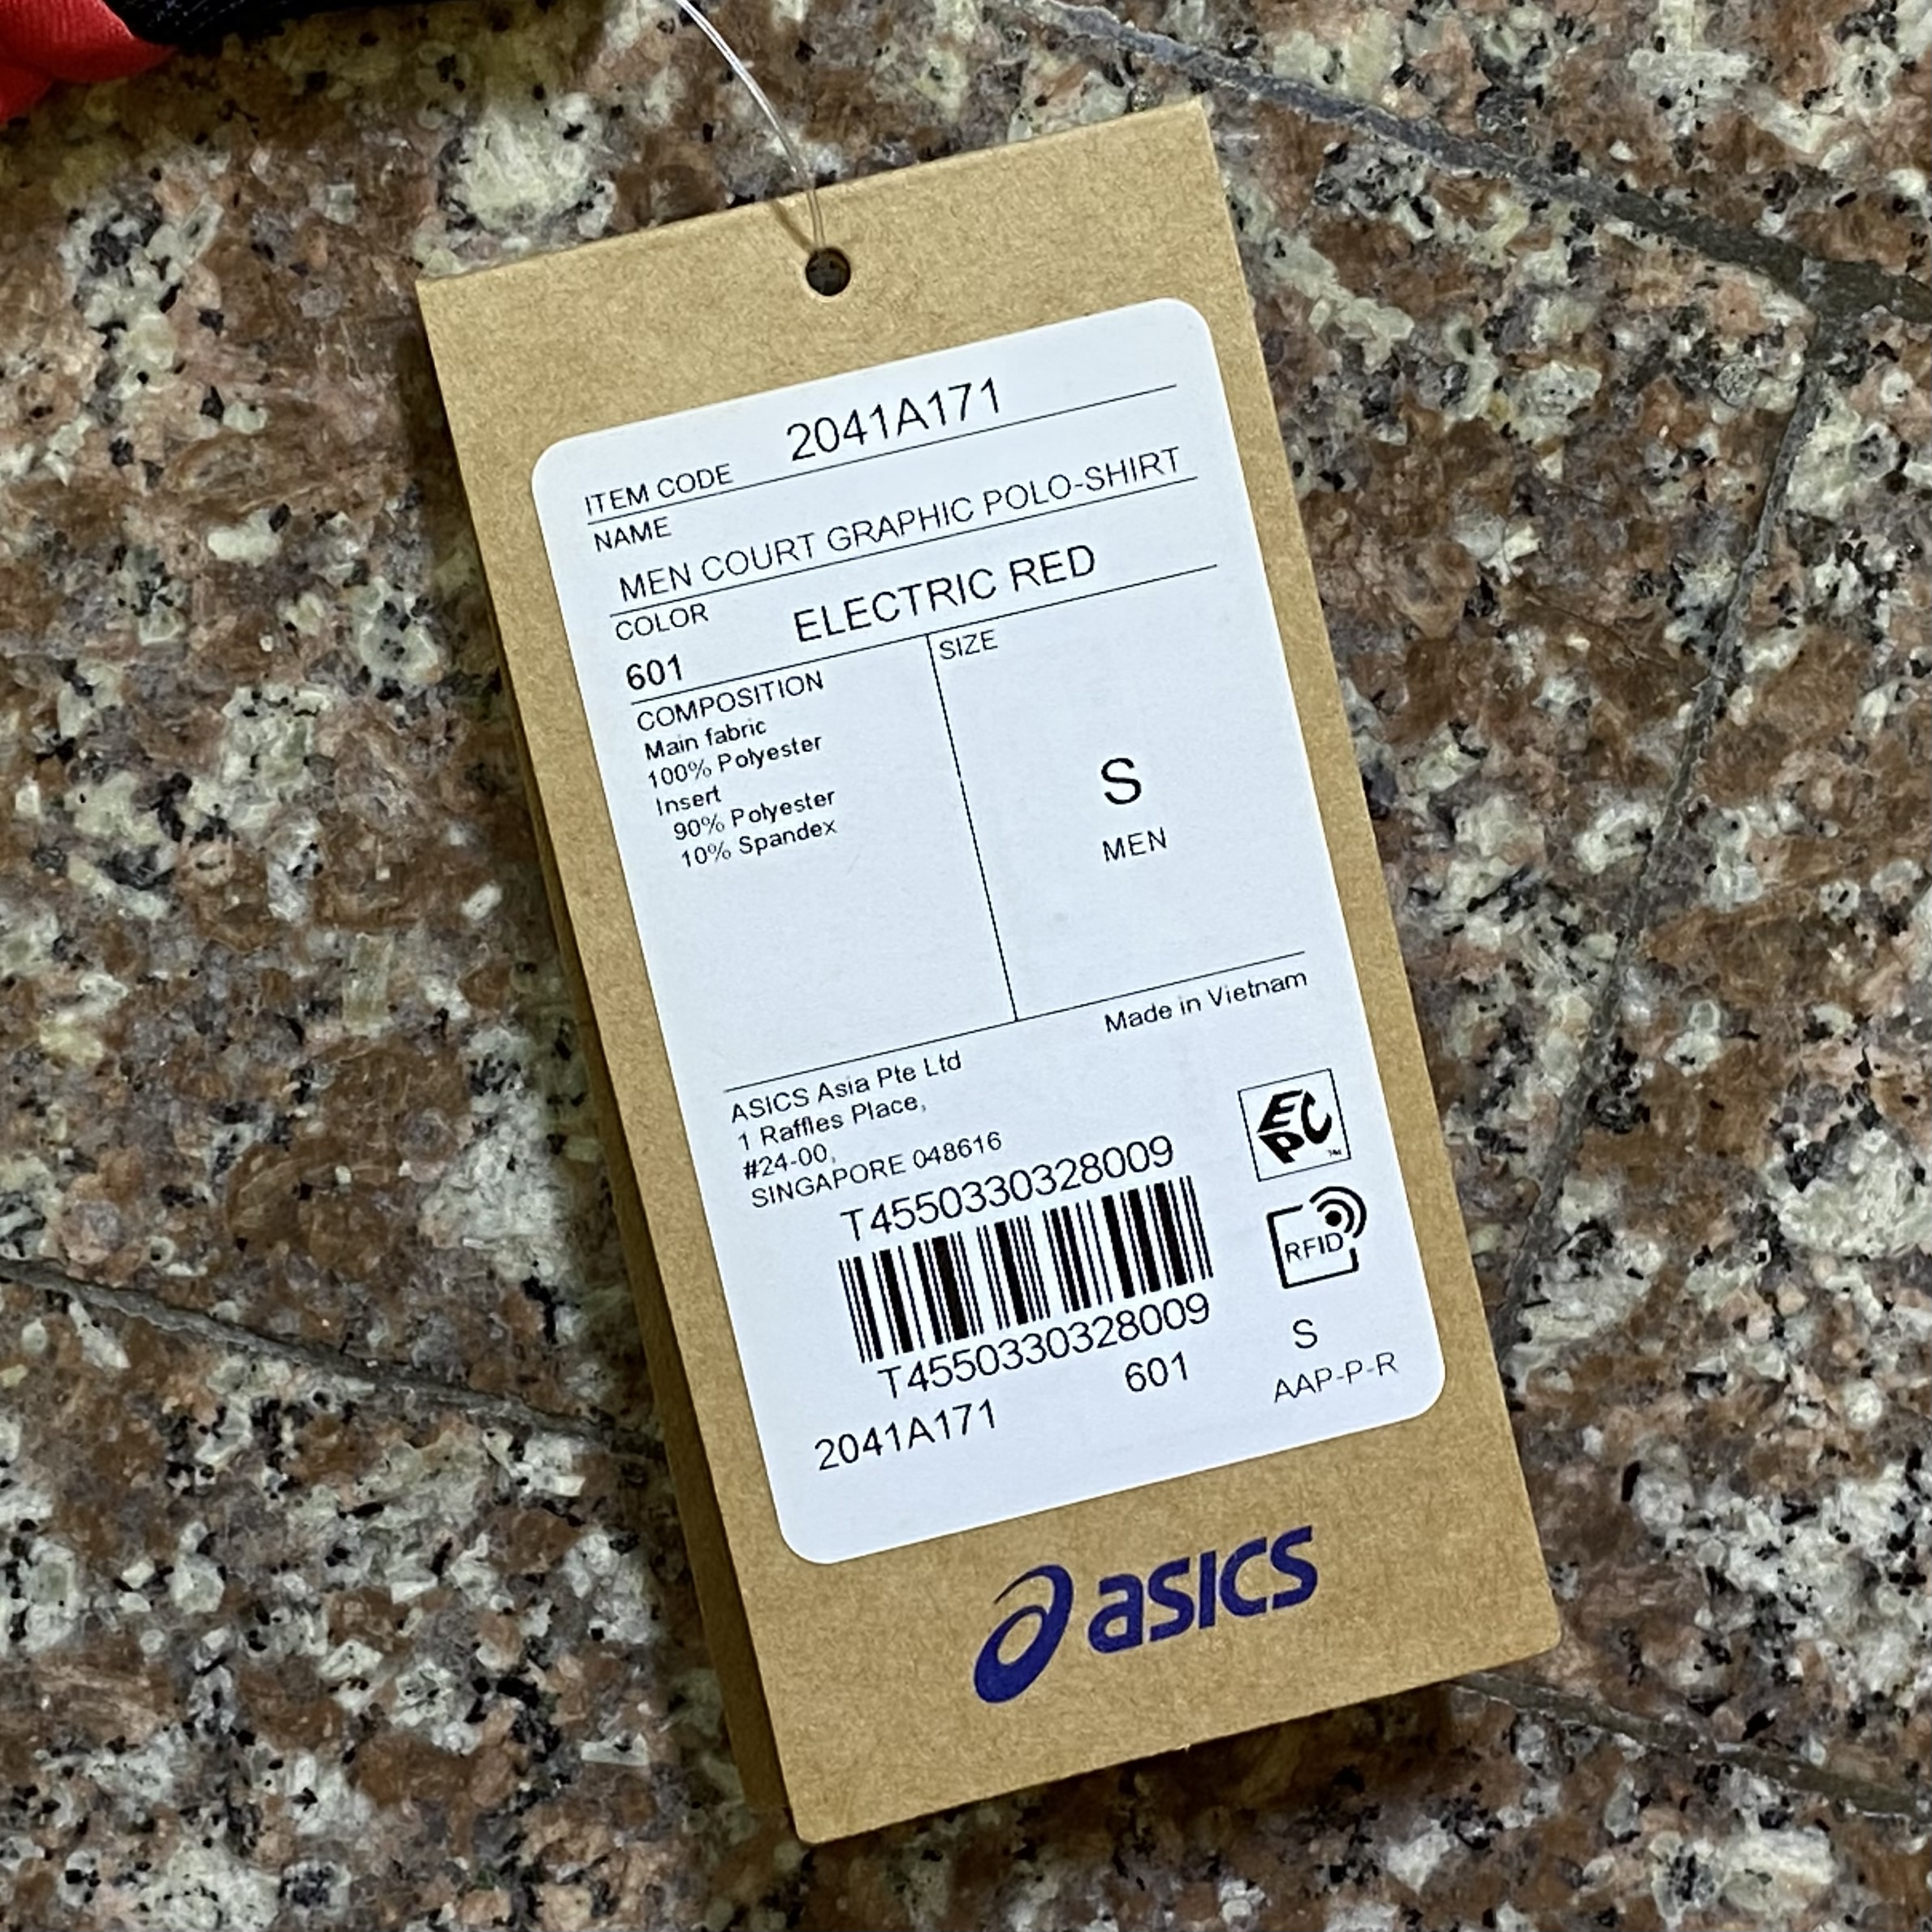 ITEM CODE 2041A171
NAME
MEN COURT GRAPHIC POLO-SHIRT
COLOR ELECTRIC RED
601
COMPOSITION
Main fabric
100% Polyester
Insert
90% Polyester
10% Spandex
SIZE
S
MEN
Made in Vietnam
ASICS Asia Pte Ltd
1 Raffles Place,
#24-00,
SINGAPORE 048616
EPC™
T4550330328009
RFID
T4550330328009
2041A171 601 S
AAP-P-R
asics